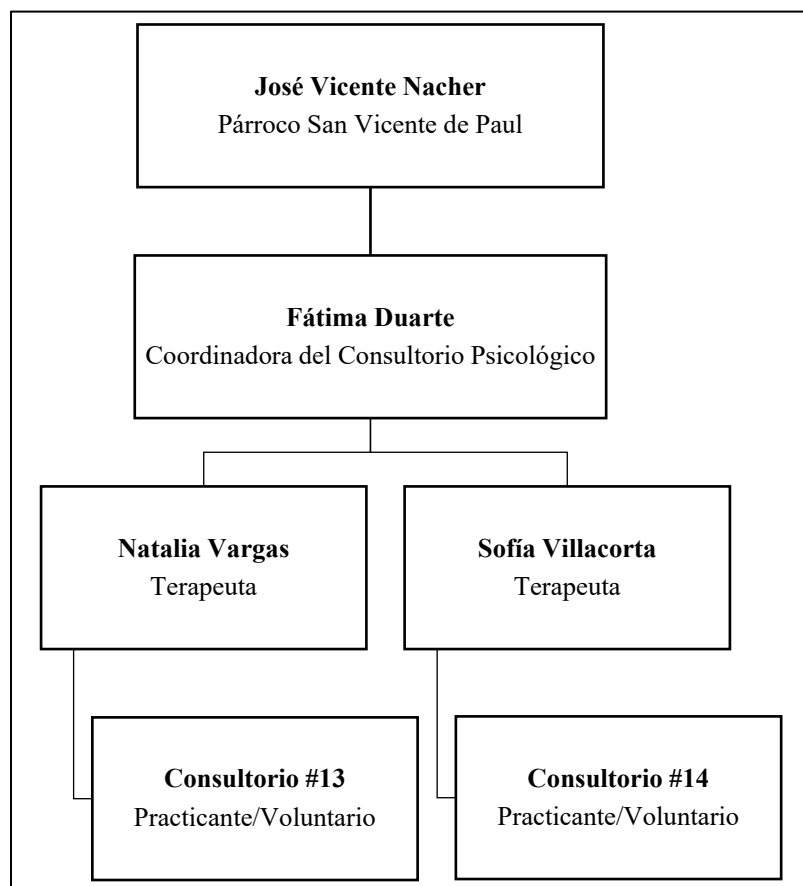 José Vicente Nacher
Párroco San Vicente de Paul
Fátima Duarte
Coordinadora del Consultorio Psicológico
Natalia Vargas
Terapeuta
Sofía Villacorta
Terapeuta
Consultorio #13
Practicante/Voluntario
Consultorio #14
Practicante/Voluntario